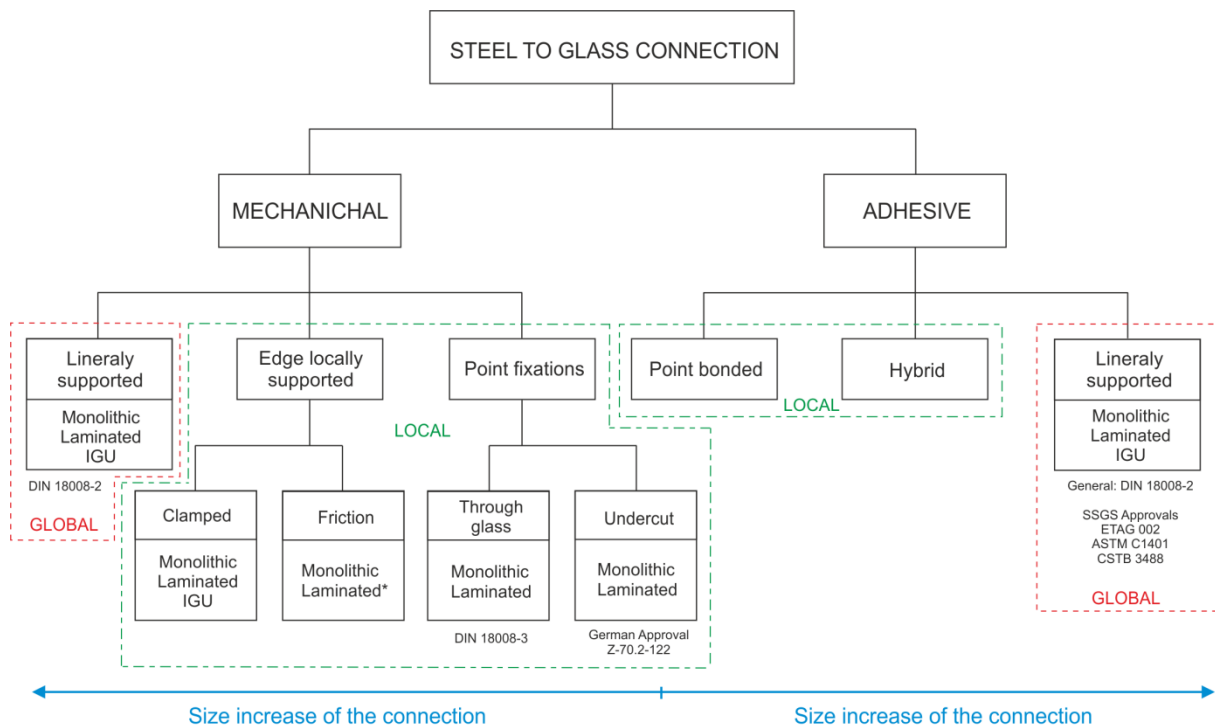 STEEL TO GLASS CONNECTION
MECHANICHAL
ADHESIVE
Lineraly
supported
Monolithic
Laminated
IGU
DIN 18008-2
GLOBAL
Edge locally
supported
Point fixations
LOCAL
Clamped
Monolithic
Laminated
IGU
Friction
Monolithic
Laminated*
Through
glass
Monolithic
Laminated
DIN 18008-3
Undercut
Monolithic
Laminated
German Approval
Z-70.2-122
Point bonded
Hybrid
LOCAL
Lineraly
supported
Monolithic
Laminated
IGU
General: DIN 18008-2
SSGS Approvals
ETAG 002
ASTM C1401
CSTB 3488
GLOBAL
Size increase of the connection
Size increase of the connection